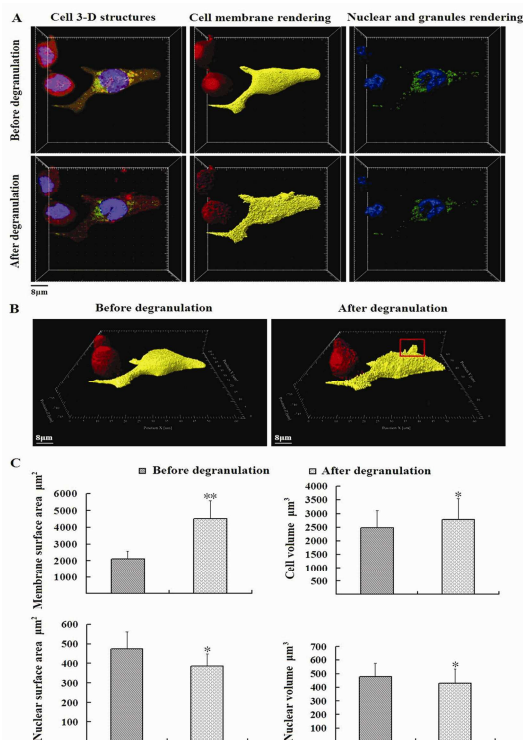 A
Cell 3-D structures
Cell membrane rendering
Nuclear and granules rendering
Before degranulation
After degranulation
8μm
B
Before degranulation
After degranulation
8μm
8μm
C
Before degranulation
After degranulation
Membrane surface area μm²
6000
5000
4000
3000
2000
1000
**
Cell volume μm³
4000
3500
3000
2500
2000
1500
1000
500
*
Nuclear surface area μm²
600
500
400
300
200
100
*
Nuclear volume μm³
700
600
500
400
300
200
100
*